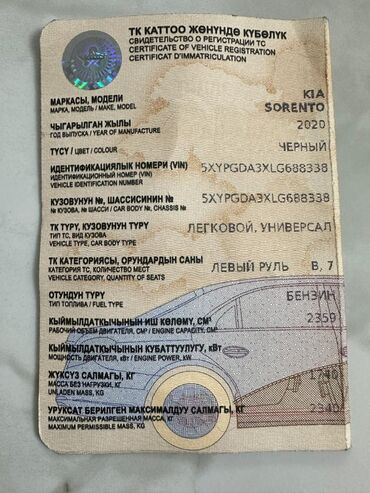 ТК КАТТОО ЖӨНҮНДӨ КҮБӨЛҮК
СВИДЕТЕЛЬСТВО О РЕГИСТРАЦИИ ТС
CERTIFICATE OF VEHICLE REGISTRATION
CERTIFICAT D'IMMATRICULATION
МАРКАСЫ, МОДЕЛИ KIA
МАРКА, МОДЕЛЬ / MAKE, MODEL SORENTO
ЧЫГАРЫЛГАН ЖЫЛЫ 2020
ГОД ВЫПУСКА / YEAR OF MANUFACTURE
ТҮСҮ / ЦВЕТ / COLOUR ЧЕРНЫЙ
ИДЕНТИФИКАЦИЯЛЫК НОМЕРИ (VIN) 5XYPGDA3XLG688338
ИДЕНТИФИКАЦИОННЫЙ НОМЕР (VIN)
VEHICLE IDENTIFICATION NUMBER
КУЗОВУНУН №, ШАССИСИНИН № 5XYPGDA3XLG688338
№ КУЗОВА, № ШАССИ / CAR BODY №, CHASSIS №
ТК ТҮРҮ, КУЗОВУНУН ТҮРҮ ЛЕГКОВОЙ, УНИВЕРСАЛ
ТИП ТС, ВИД КУЗОВА
VEHICLE TYPE, CAR BODY TYPE
ТК КАТЕГОРИЯСЫ, ОРУНДАРДЫН САНЫ
КАТЕГОРИЯ ТС, КОЛИЧЕСТВО МЕСТ ЛЕВЫЙ РУЛЬ В, 7
VEHICLE CATEGORY, QUANTITY OF SEATS
ОТУНДУН ТҮРҮ БЕНЗИН
ТИП ТОПЛИВА / FUEL TYPE
КЫЙМЫЛДАТКЫЧЫНЫН ИШ КӨЛӨМҮ, СМ³ 2359
РАБОЧИЙ ОБЪЕМ ДВИГАТЕЛЯ, СМ³ / ENGINE CAPACITY, СМ³
КЫЙМЫЛДАТКЫЧЫНЫН КУБАТТУУЛУГУ, кВт
МОЩНОСТЬ ДВИГАТЕЛЯ, кВт / ENGINE POWER, kW
ЖҮКСҮЗ САЛМАГЫ, КГ
МАССА БЕЗ НАГРУЗКИ, КГ
UNLADEN MASS, KG
УРУКСАТ БЕРИЛГЕН МАКСИМАЛДУУ САЛМАГЫ, КГ 2340
МАКСИМАЛЬНАЯ РАЗРЕШЕННАЯ МАССА, КГ
MAXIMUM PERMISSIBLE MASS, KG